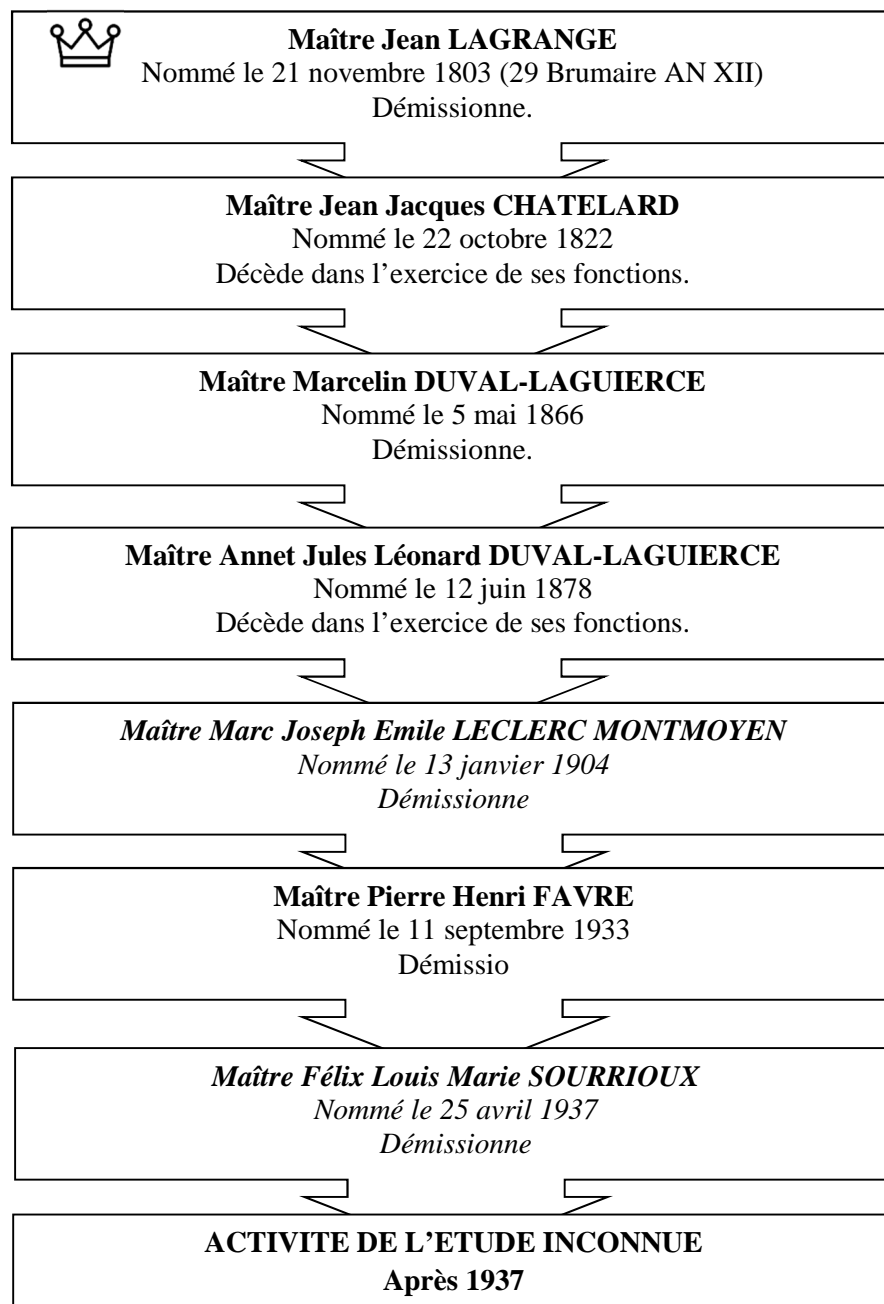 Maître Jean LAGRANGE
Nommé le 21 novembre 1803 (29 Brumaire AN XII)
Démissionne.
Maître Jean Jacques CHATELARD
Nommé le 22 octobre 1822
Décède dans l’exercice de ses fonctions.
Maître Marcelin DUVAL-LAGUIERCE
Nommé le 5 mai 1866
Démissionne.
Maître Annet Jules Léonard DUVAL-LAGUIERCE
Nommé le 12 juin 1878
Décède dans l’exercice de ses fonctions.
Maître Marc Joseph Emile LECLERC MONTMOYEN
Nommé le 13 janvier 1904
Démissionne
Maître Pierre Henri FAVRE
Nommé le 11 septembre 1933
Démissio
Maître Félix Louis Marie SOURRIOUX
Nommé le 25 avril 1937
Démissionne
ACTIVITE DE L’ETUDE INCONNUE
Après 1937